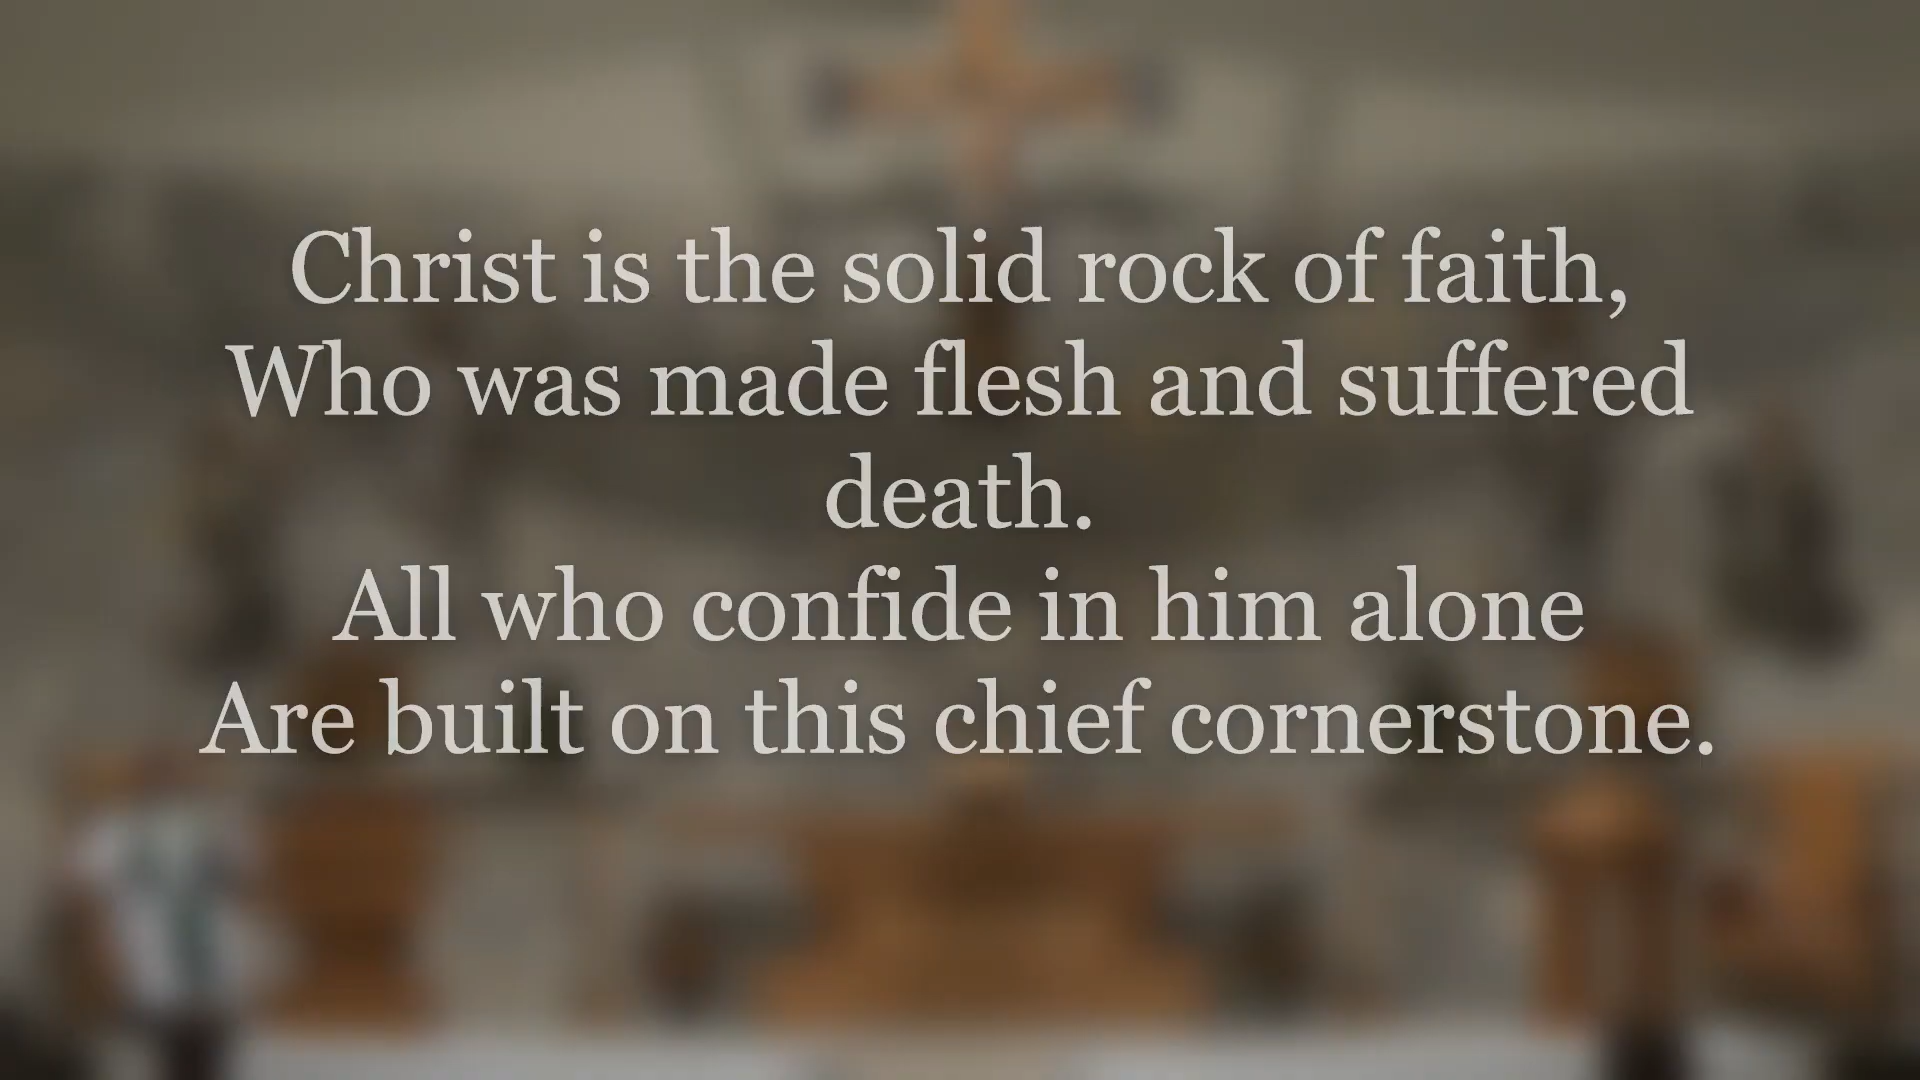 Christ is the solid rock of faith,
Who was made flesh and suffered
death.
All who confide in him alone
Are built on this chief cornerstone.